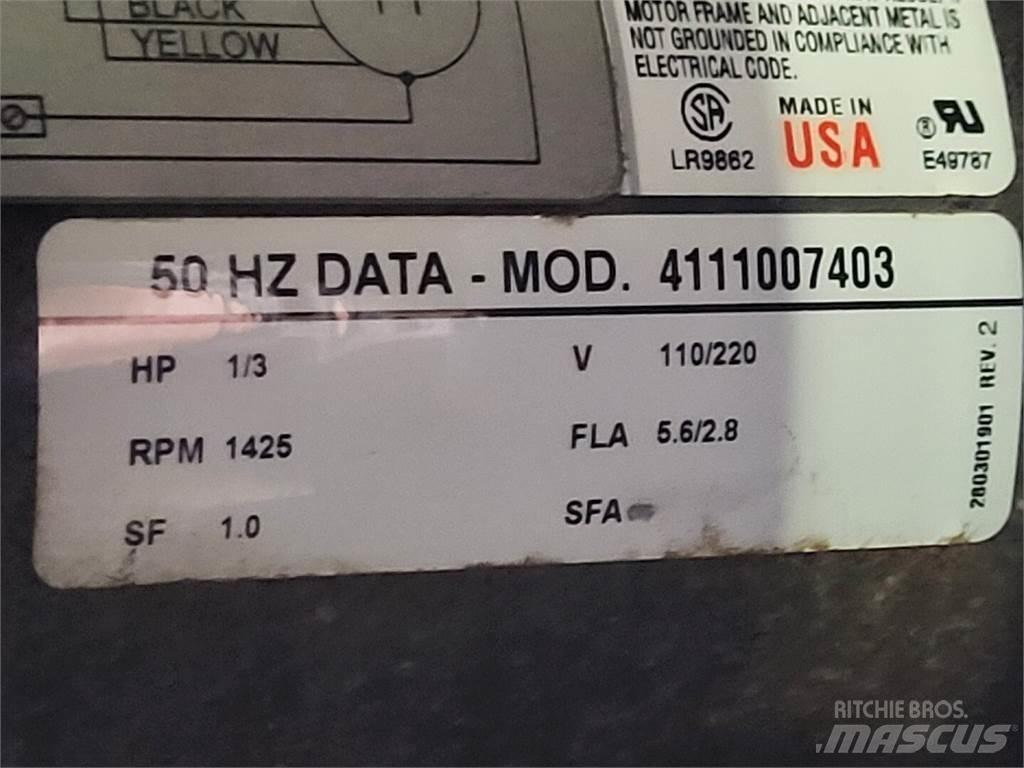 BLACK
YELLOW
MOTOR FRAME AND ADJACENT METAL IS
NOT GROUNDED IN COMPLIANCE WITH
ELECTRICAL CODE.
SA
LR9862
MADE IN
USA
E49787
50 HZ DATA - MOD. 4111007403
HP 1/3
V 110/220
RPM 1425
FLA 5.6/2.8
SF 1.0
SFA
280301901 REV. 2
RITCHIE BROS.
MASCUS